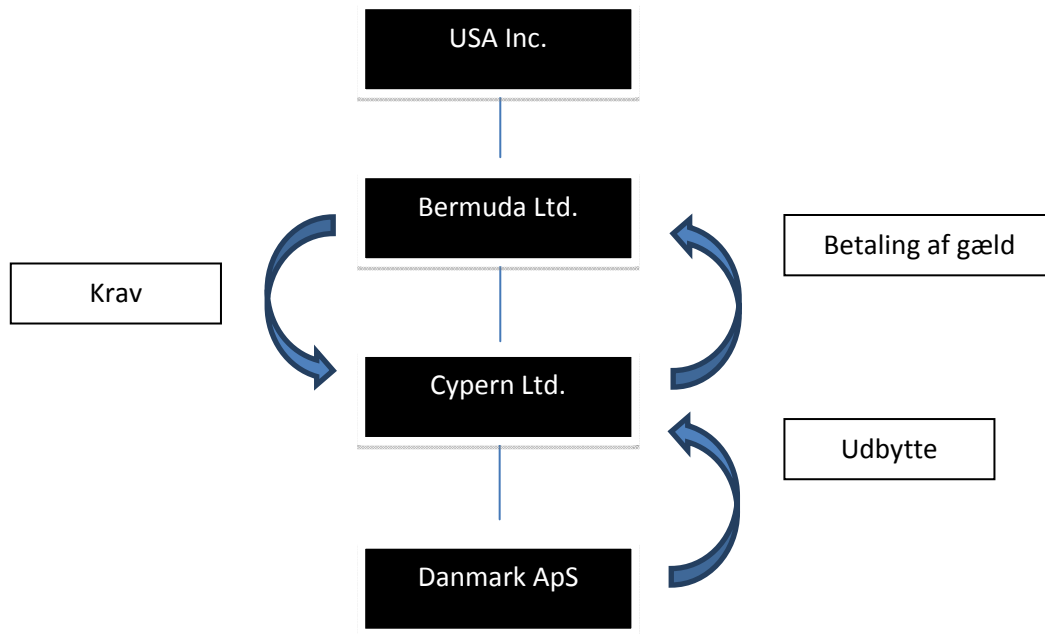 USA Inc.
Bermuda Ltd.
Betaling af gæld
Krav
Cypern Ltd.
Udbytte
Danmark ApS